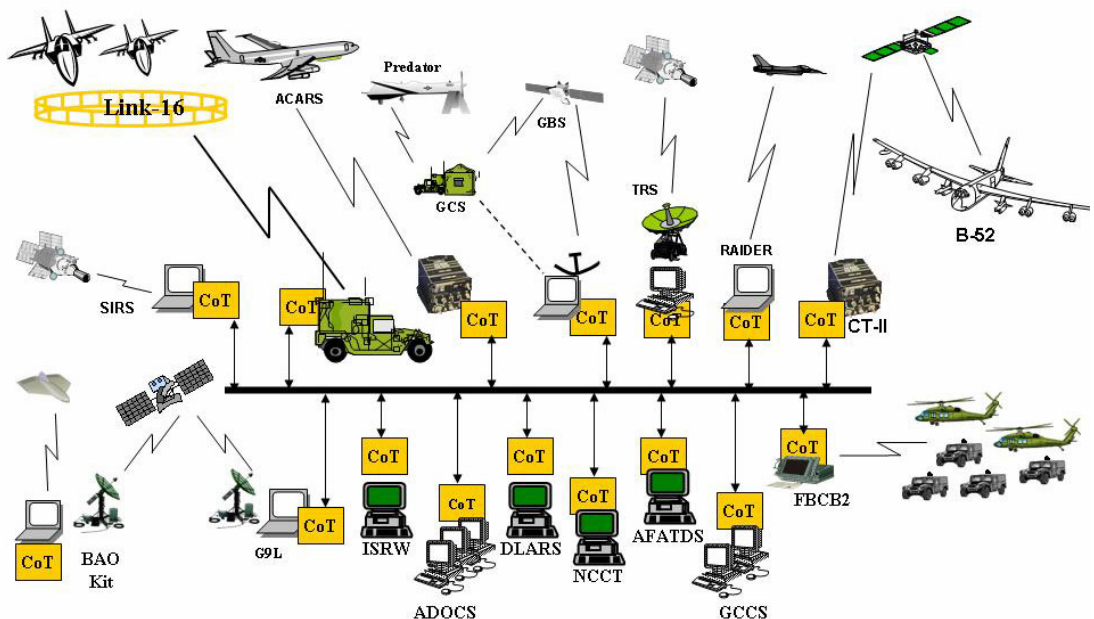 Link-16
ACARS
Predator
GBS
GCS
TRS
RAIDER
B-52
SIRS
CoT
CoT
CoT
CoT
CoT
CoT
CoT
CT-II
CoT
BAO
Kit
G9L
CoT
CoT
ISRW
CoT
ADOCS
CoT
DLARS
CoT
NCCT
CoT
AFATDS
CoT
GCCS
CoT
FBCB2